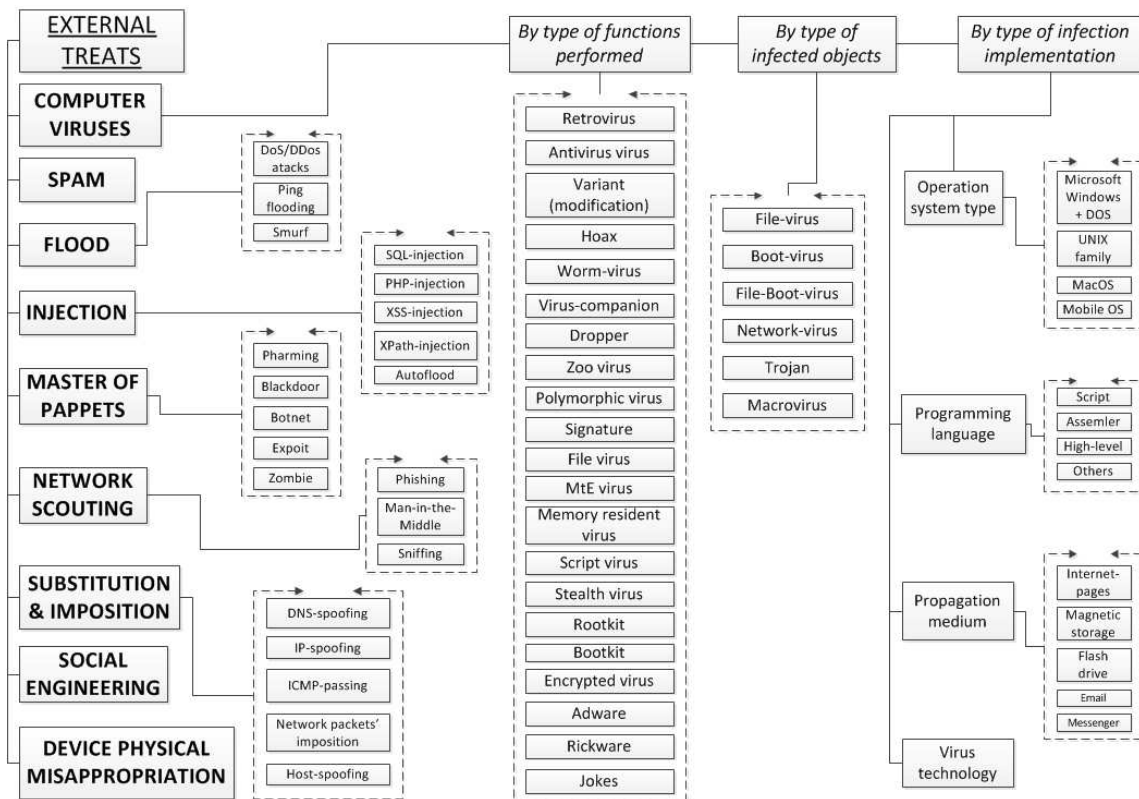 EXTERNAL
TREATS
COMPUTER
VIRUSES
SPAM
FLOOD
INJECTION
MASTER OF
PAPPETS
NETWORK
SCOUTING
SUBSTITUTION
& IMPOSITION
SOCIAL
ENGINEERING
DEVICE PHYSICAL
MISAPPROPRIATION
DoS/DDos
atacks
Ping
flooding
Smurf
SQL-injection
PHP-injection
XSS-injection
XPath-injection
Autoflood
Pharming
Blackdoor
Botnet
Expoit
Zombie
Phishing
Man-in-the-
Middle
Sniffing
DNS-spoofing
IP-spoofing
ICMP-passing
Network packets'
imposition
Host-spoofing
By type of functions
performed
Retrovirus
Antivirus virus
Variant
(modification)
Hoax
Worm-virus
Virus-companion
Dropper
Zoo virus
Polymorphic virus
Signature
File virus
MtE virus
Memory resident
virus
Script virus
Stealth virus
Rootkit
Bootkit
Encrypted virus
Adware
Rickware
Jokes
By type of
infected objects
File-virus
Boot-virus
File-Boot-virus
Network-virus
Trojan
Macrovirus
By type of infection
implementation
Operation
system type
Microsoft
Windows
+ DOS
UNIX
family
MacOS
Mobile OS
Programming
language
Script
Assemler
High-level
Others
Propagation
medium
Internet-
pages
Magnetic
storage
Flash
drive
Email
Messenger
Virus
technology